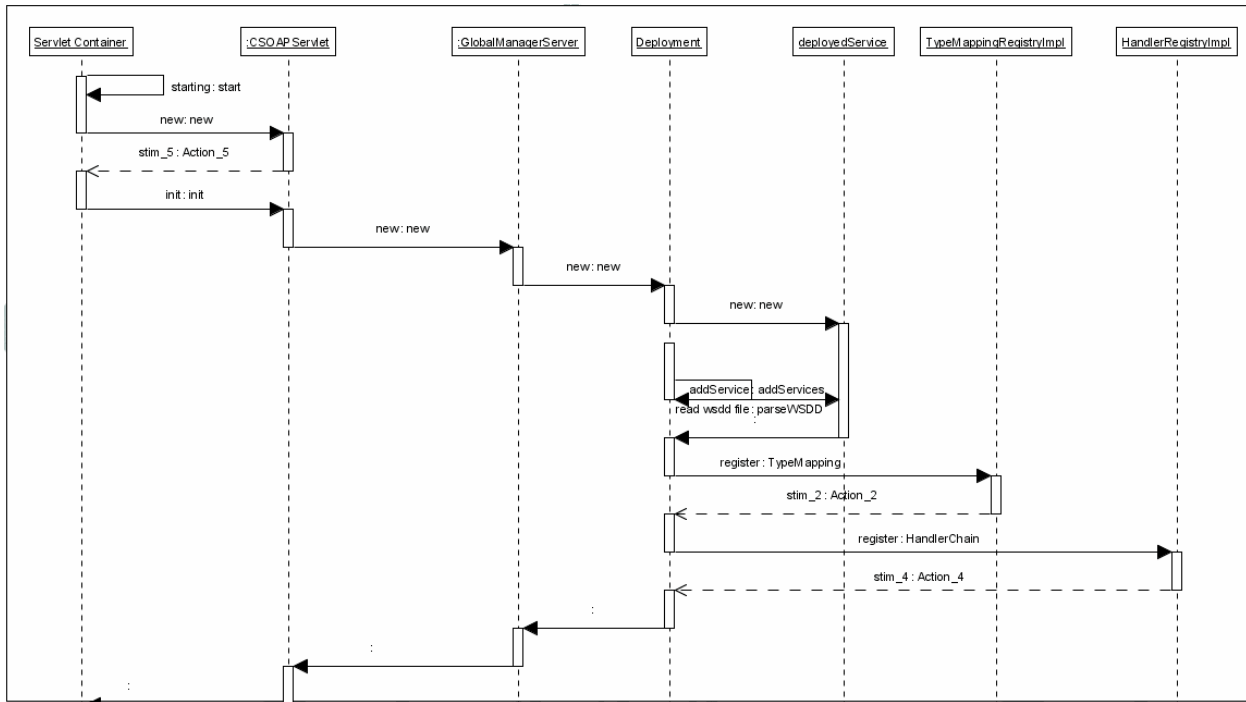 Servlet Container
:CSOAPServlet
:GlobalManagerServer
Deployment
deployedService
TypeMappingRegistryImpl
HandlerRegistryImpl
starting: start
new: new
stim_5 : Action_5
init: init
new: new
new: new
new: new
addService: addServices
read wsdd file : parseWSDD
:
register : TypeMapping
stim_2 : Action_2
register : HandlerChain
stim_4 : Action_4
:
:
: